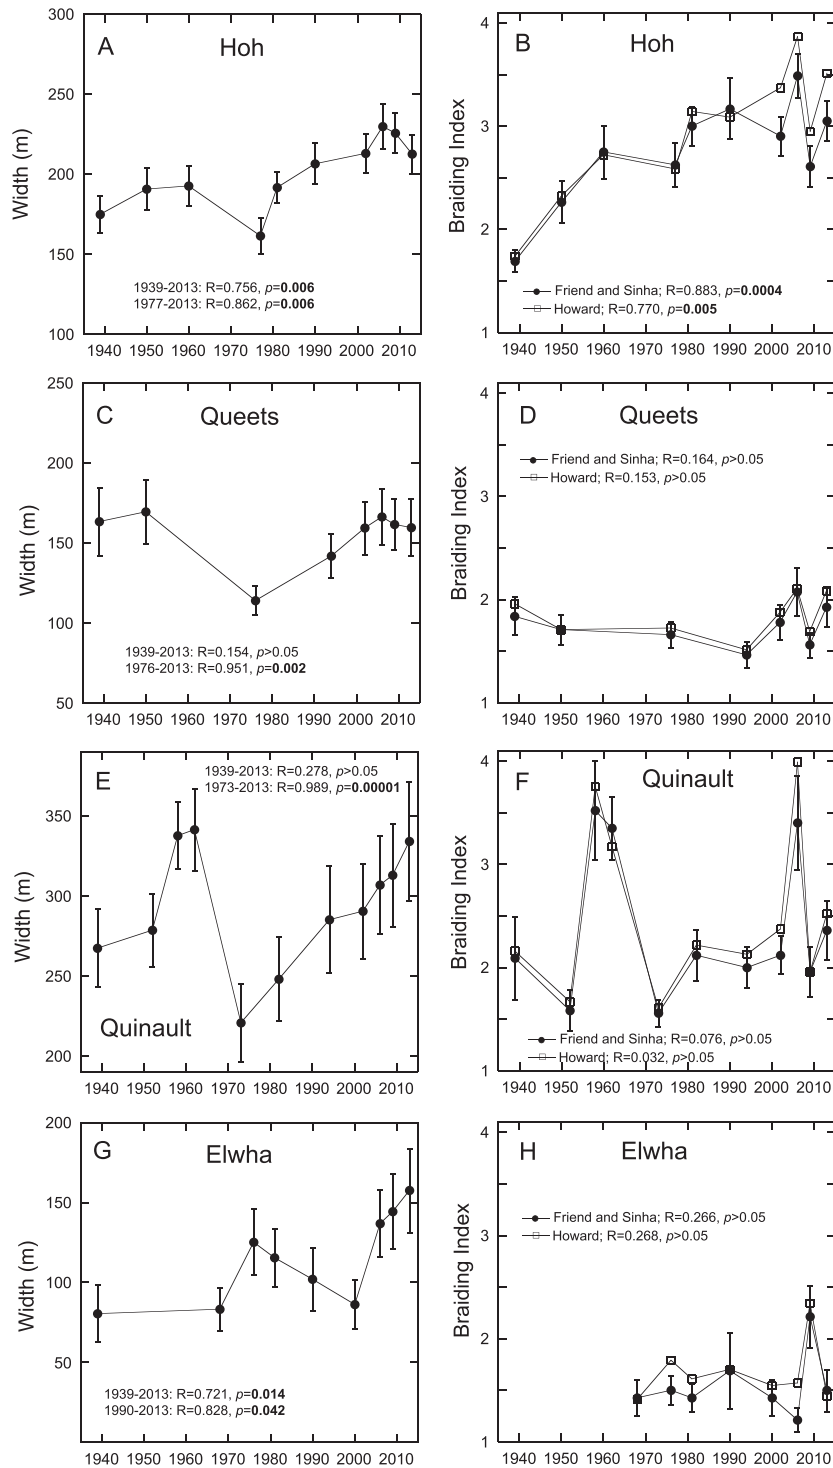 A
Hoh
300
250
200
150
100
Width (m)
1939-2013: R=0.756, p=0.006
1977-2013: R=0.862, p=0.006
1940 1950 1960 1970 1980 1990 2000 2010
B
Hoh
4
3
2
1
Braiding Index
Friend and Sinha; R=0.883, p=0.0004
Howard; R=0.770, p=0.005
1940 1950 1960 1970 1980 1990 2000 2010
C
Queets
250
200
150
100
50
Width (m)
1939-2013: R=0.154, p>0.05
1976-2013: R=0.951, p=0.002
1940 1950 1960 1970 1980 1990 2000 2010
D
Queets
4
3
2
1
Braiding Index
Friend and Sinha; R=0.164, p>0.05
Howard; R=0.153, p>0.05
1940 1950 1960 1970 1980 1990 2000 2010
E
1939-2013: R=0.278, p>0.05
1973-2013: R=0.989, p=0.00001
350
300
250
200
Width (m)
Quinault
1940 1950 1960 1970 1980 1990 2000 2010
F
Quinault
4
3
2
1
Braiding Index
Friend and Sinha; R=0.076, p>0.05
Howard; R=0.032, p>0.05
1940 1950 1960 1970 1980 1990 2000 2010
G
Elwha
200
150
100
50
Width (m)
1939-2013: R=0.721, p=0.014
1990-2013: R=0.828, p=0.042
1940 1950 1960 1970 1980 1990 2000 2010
H
Elwha
4
3
2
1
Braiding Index
Friend and Sinha; R=0.266, p>0.05
Howard; R=0.268, p>0.05
1940 1950 1960 1970 1980 1990 2000 2010